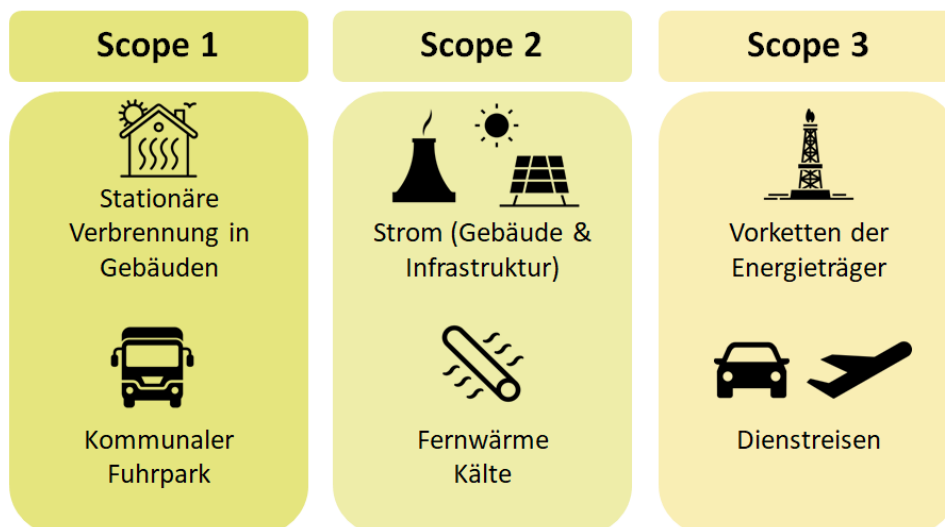 Scope 1
Stationäre
Verbrennung in
Gebäuden
Kommunaler
Fuhrpark
Scope 2
Strom (Gebäude &
Infrastruktur)
Fernwärme
Kälte
Scope 3
Vorketten der
Energieträger
Dienstreisen